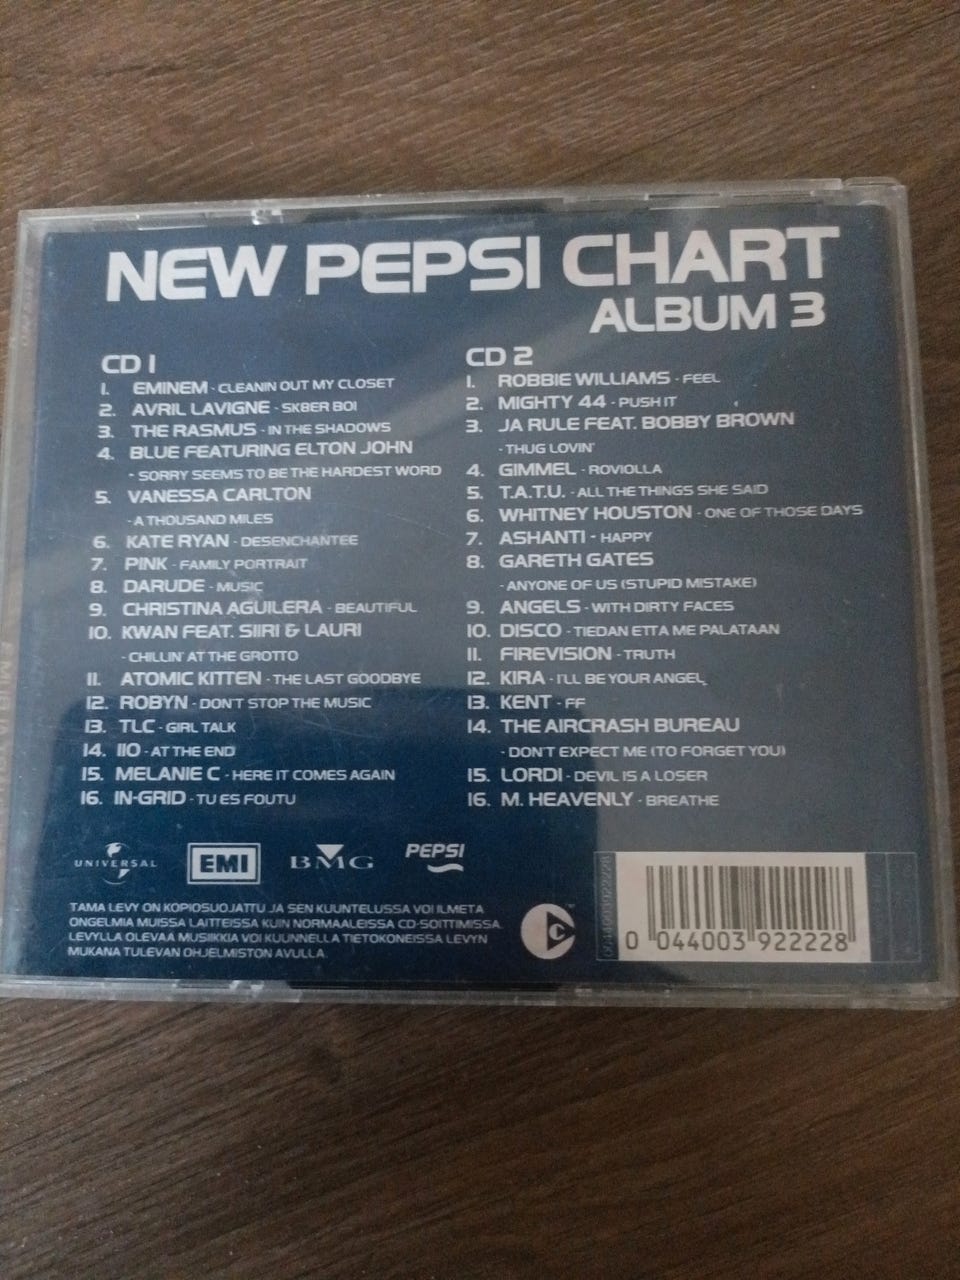 NEW PEPSI CHART
ALBUM 3
CD 1
1. EMINEM - CLEANIN OUT MY CLOSET
2. AVRIL LAVIGNE - SK8ER BOI
3. THE RASMUS - IN THE SHADOWS
4. BLUE FEATURING ELTON JOHN
- SORRY SEEMS TO BE THE HARDEST WORD
5. VANESSA CARLTON
- A THOUSAND MILES
6. KATE RYAN - DESENCHANTEE
7. PINK - FAMILY PORTRAIT
8. DARUDE - MUSIC
9. CHRISTINA AGUILERA - BEAUTIFUL
10. KWAN FEAT. SIIRI & LAURI
- CHILLIN' AT THE GROTTO
11. ATOMIC KITTEN - THE LAST GOODBYE
12. ROBYN - DON'T STOP THE MUSIC
13. TLC - GIRL TALK
14. IIO - AT THE END
15. MELANIE C - HERE IT COMES AGAIN
16. IN-GRID - TU ES FOUTU
CD 2
1. ROBBIE WILLIAMS - FEEL
2. MIGHTY 44 - PUSH IT
3. JA RULE FEAT. BOBBY BROWN
- THUG LOVIN'
4. GIMMEL - ROVIOLLA
5. T.A.T.U. - ALL THE THINGS SHE SAID
6. WHITNEY HOUSTON - ONE OF THOSE DAYS
7. ASHANTI - HAPPY
8. GARETH GATES
- ANYONE OF US (STUPID MISTAKE)
9. ANGELS - WITH DIRTY FACES
10. DISCO - TIEDAN ETTA ME PALATAAN
11. FIREVISION - TRUTH
12. KIRA - I'LL BE YOUR ANGEL
13. KENT - FF
14. THE AIRCRASH BUREAU
- DON'T EXPECT ME (TO FORGET YOU)
15. LORDI - DEVIL IS A LOSER
16. M. HEAVENLY - BREATHE
UNIVERSAL
EMI
BMG
PEPSI
TAMA LEVY ON KOPIOSUOJATTU JA SEN KUUNTELUSSA VOI ILMETA
ONGELMIA MUISSA LAITTEISSA KUIN NORMAALEISSA CD-SOITTIMISSA.
LEVYLLA OLEVAA MUSIIKKIA VOI KUUNNELLA TIETOKONEISSA LEVYN
MUKANA TULEVAN OHJELMISTON AVULLA.
C
0 044003 922228